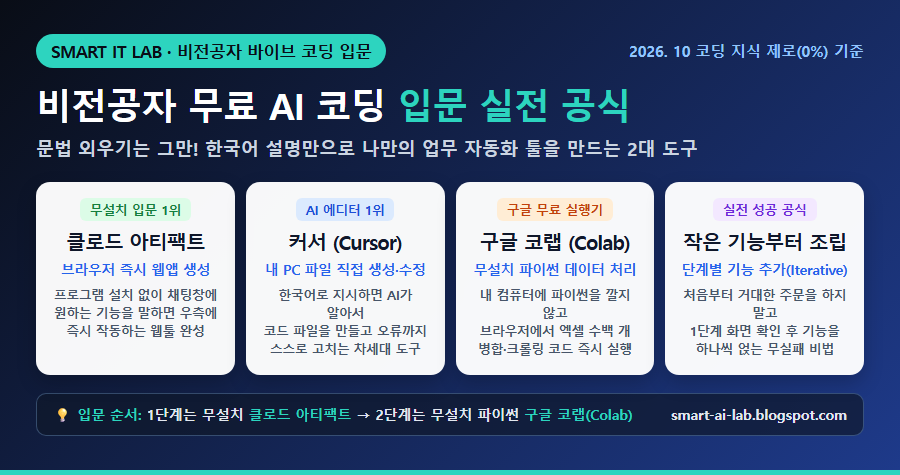 SMART IT LAB · 비전공자 바이브 코딩 입문
2026. 10 코딩 지식 제로(0%) 기준
비전공자 무료 AI 코딩 입문 실전 공식
문법 외우기는 그만! 한국어 설명만으로 나만의 업무 자동화 툴을 만드는 2대 도구
무설치 입문 1위
클로드 아티팩트
브라우저 즉시 웹앱 생성
프로그램 설치 없이 채팅창에
원하는 기능을 말하면 우측에
즉시 작동하는 웹툴 완성
AI 에디터 1위
커서 (Cursor)
내 PC 파일 직접 생성·수정
한국어로 지시하면 AI가
알아서
코드 파일을 만들고 오류까지
스스로 고치는 차세대 도구
구글 무료 실행기
구글 코랩 (Colab)
무설치 파이썬 데이터 처리
내 컴퓨터에 파이썬을 깔지
않고
브라우저에서 엑셀 수백 개
병합·크롤링 코드 즉시 실행
실전 성공 공식
작은 기능부터 조립
단계별 기능 추가(Iterative)
처음부터 거대한 주문을 하지
말고
1단계 화면 확인 후 기능을
하나씩 얹는 무실패 비법
💡 입문 순서: 1단계는 무설치 클로드 아티팩트 → 2단계는 무설치 파이썬 구글 코랩(Colab)
smart-ai-lab.blogspot.com